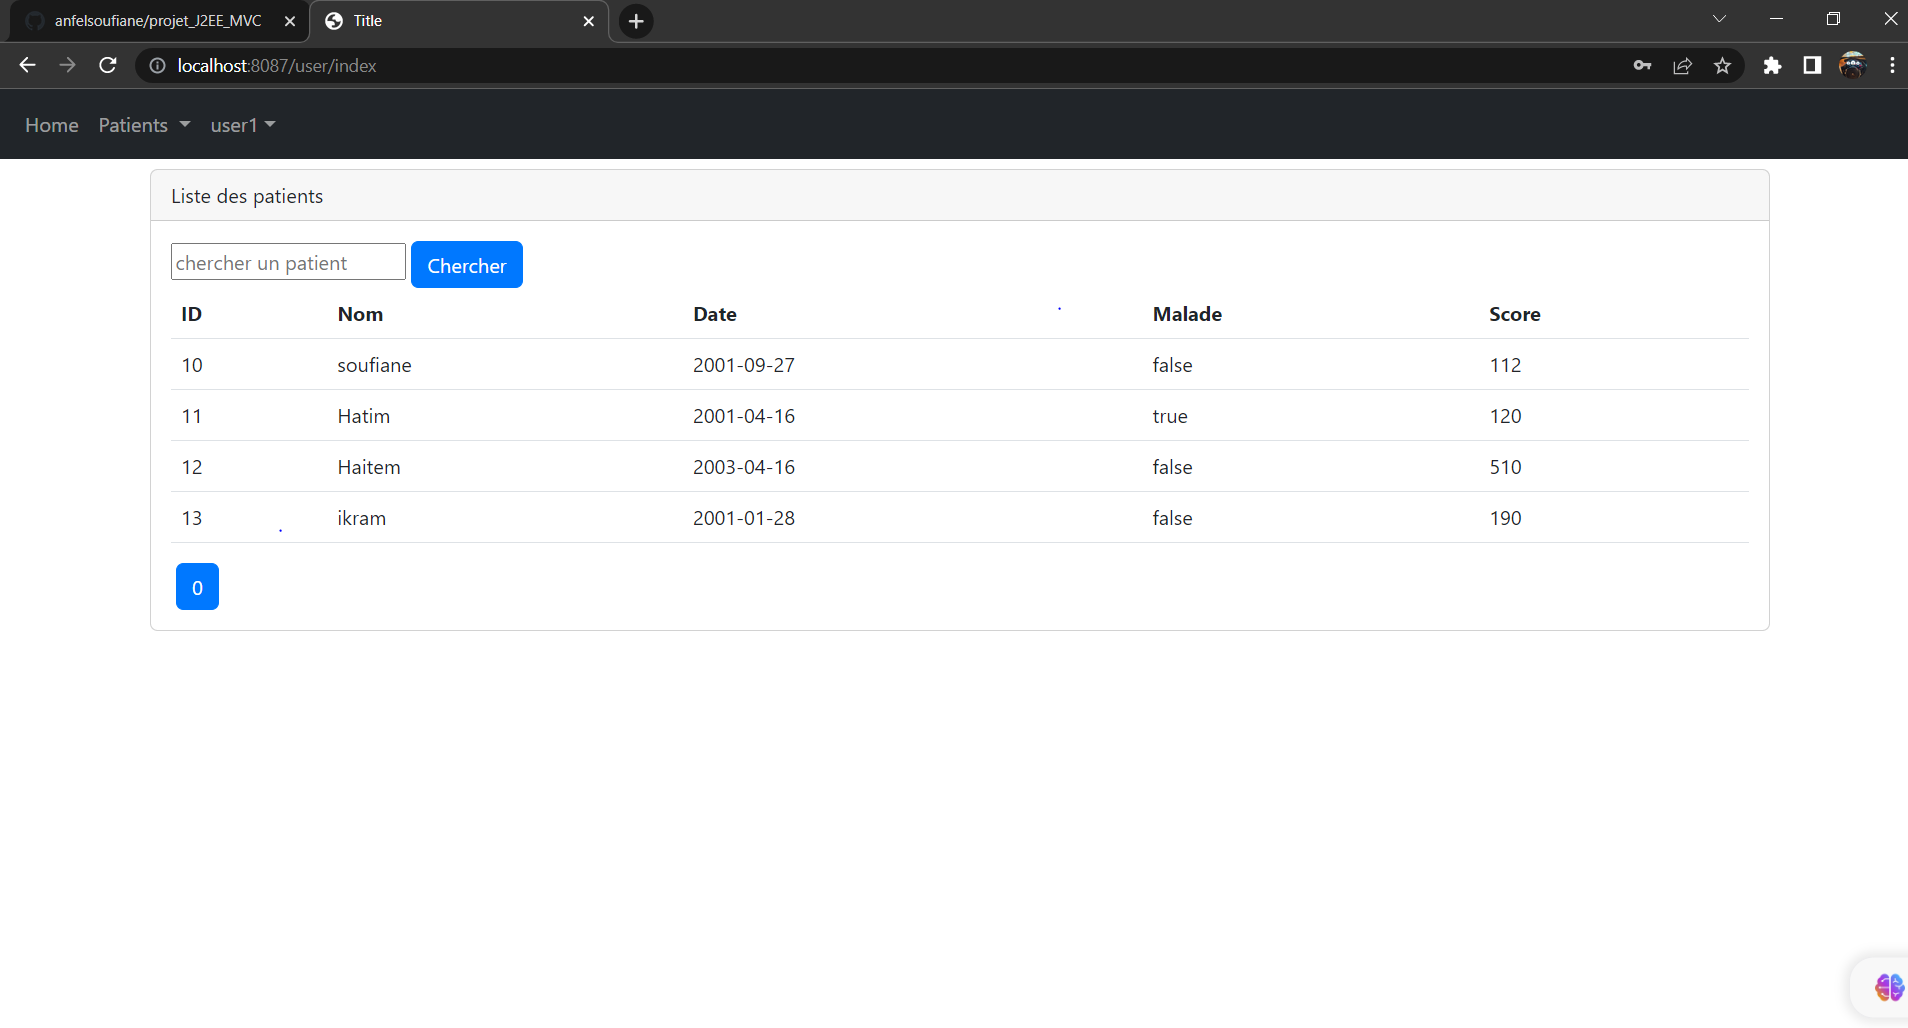 anfelsoufiane/projet_J2EE_MVC Title
localhost:8087/user/index
Home Patients user1
Liste des patients
chercher un patient Chercher
ID Nom Date Malade Score
10 soufiane 2001-09-27 false 112
11 Hatim 2001-04-16 true 120
12 Haitem 2003-04-16 false 510
13 ikram 2001-01-28 false 190
0